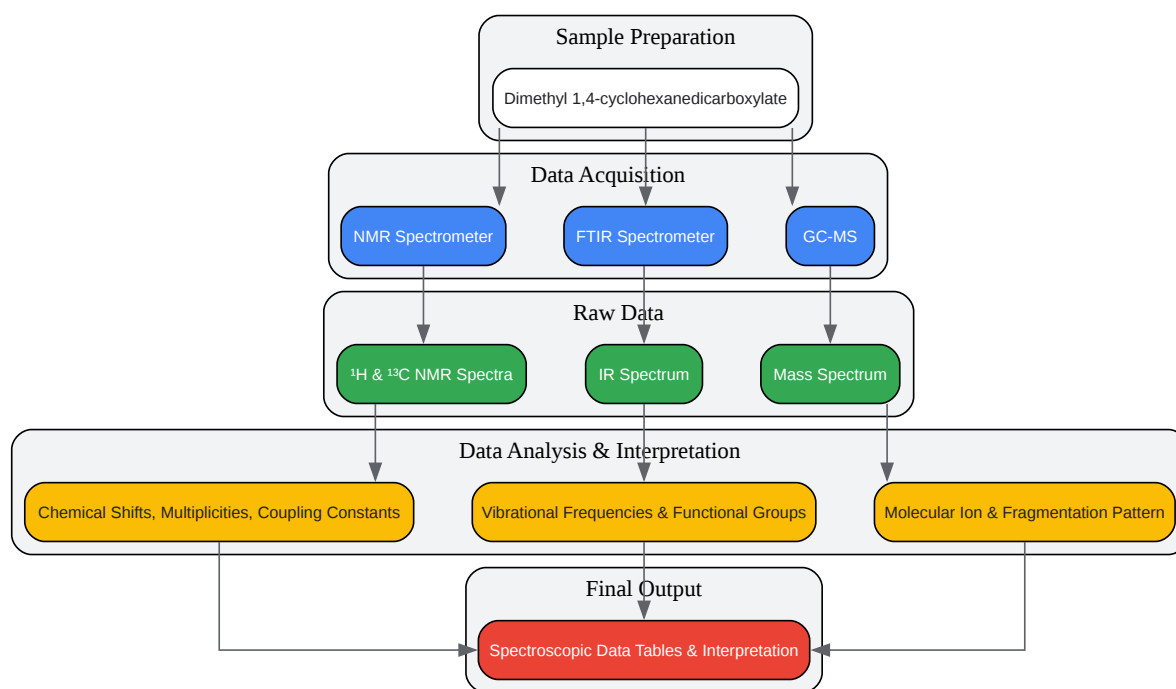 Sample Preparation
Dimethyl 1,4-cyclohexanedicarboxylate
Data Acquisition
NMR Spectrometer
FTIR Spectrometer
GC-MS
Raw Data
¹H & ¹³C NMR Spectra
IR Spectrum
Mass Spectrum
Data Analysis & Interpretation
Chemical Shifts, Multiplicities, Coupling Constants
Vibrational Frequencies & Functional Groups
Molecular Ion & Fragmentation Pattern
Final Output
Spectroscopic Data Tables & Interpretation